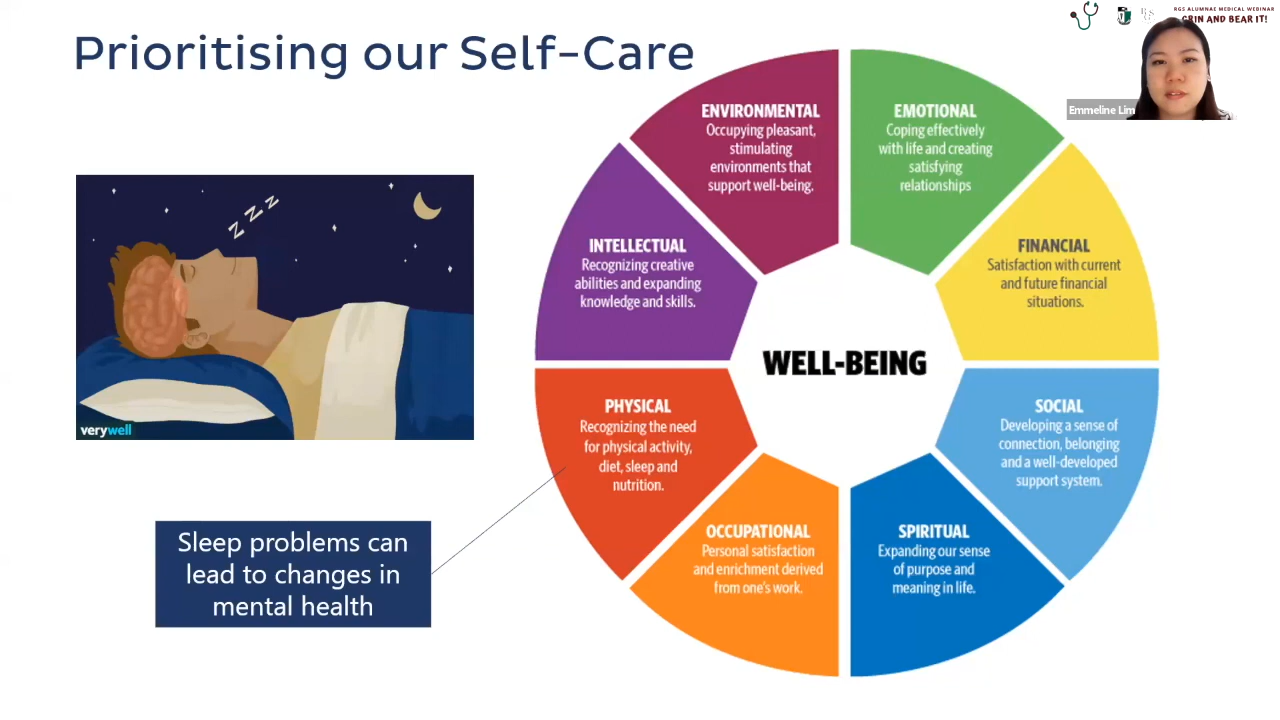 RGS ALUMNAE MEDICAL WEBINAR
GRIN AND BEAR IT!
Emmeline Lim
Prioritising our Self-Care
z z z z
verywell
Sleep problems can
lead to changes in
mental health
WELL-BEING
ENVIRONMENTAL
Occupying pleasant,
stimulating
environments that
support well-being.
EMOTIONAL
Coping effectively
with life and creating
satisfying
relationships
FINANCIAL
Satisfaction with current
and future financial
situations.
SOCIAL
Developing a sense of
connection, belonging
and a well-developed
support system.
SPIRITUAL
Expanding our sense
of purpose and
meaning in life.
OCCUPATIONAL
Personal satisfaction
and enrichment derived
from one's work.
PHYSICAL
Recognizing the need
for physical activity,
diet, sleep and
nutrition.
INTELLECTUAL
Recognizing creative
abilities and expanding
knowledge and skills.